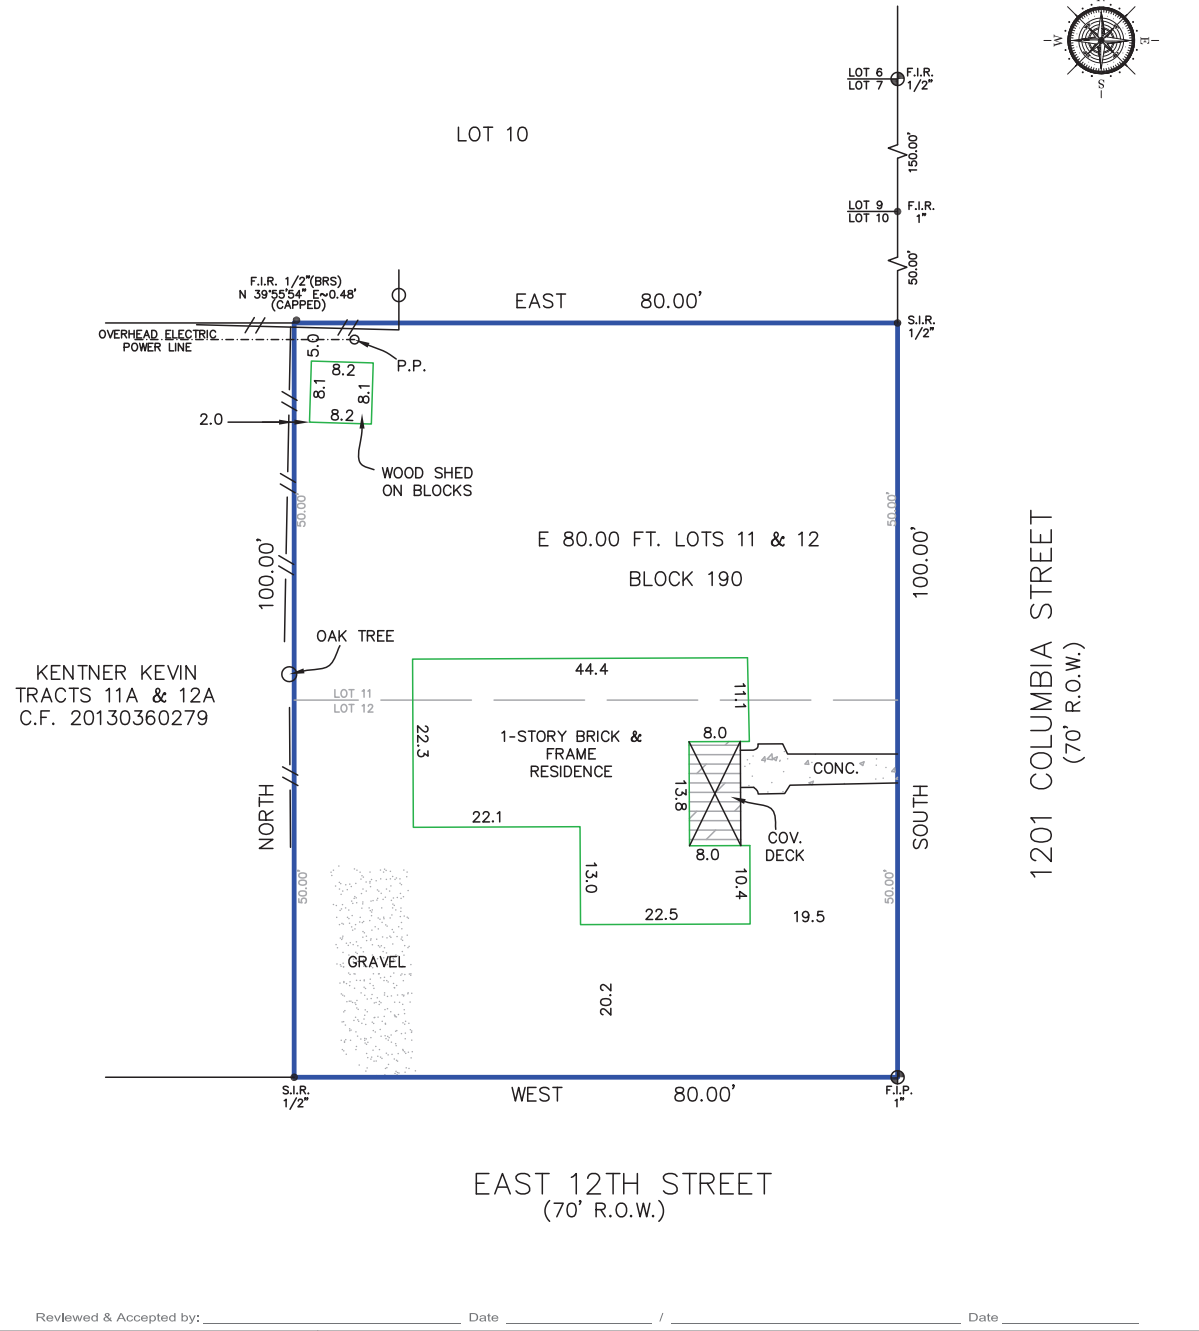 W
E
S
LOT 6
F.I.R.
LOT 7
1/2"
LOT 10
150.00'
LOT 9
F.I.R.
LOT 10
1"
50.00'
F.I.R. 1/2"(BRS)
N 39°55'54" E~0.48'
(CAPPED)
EAST 80.00'
S.I.R.
1/2"
OVERHEAD ELECTRIC
POWER LINE
5.0
P.P.
8.2
8.1
8.1
8.2
2.0
WOOD SHED
ON BLOCKS
50.00'
50.00'
E 80.00 FT. LOTS 11 & 12
BLOCK 190
100.00'
100.00'
1201 COLUMBIA STREET
(70' R.O.W.)
OAK TREE
KENTNER KEVIN
TRACTS 11A & 12A
C.F. 20130360279
44.4
LOT 11
LOT 12
11.1
22.3
1-STORY BRICK &
FRAME
RESIDENCE
8.0
CONC.
13.8
22.1
NORTH
SOUTH
COV.
DECK
8.0
50.00'
13.0
10.4
50.00'
22.5
19.5
GRAVEL
20.2
S.I.R.
1/2"
WEST 80.00'
F.I.P.
1"
EAST 12TH STREET
(70' R.O.W.)
Reviewed & Accepted by: Date / Date